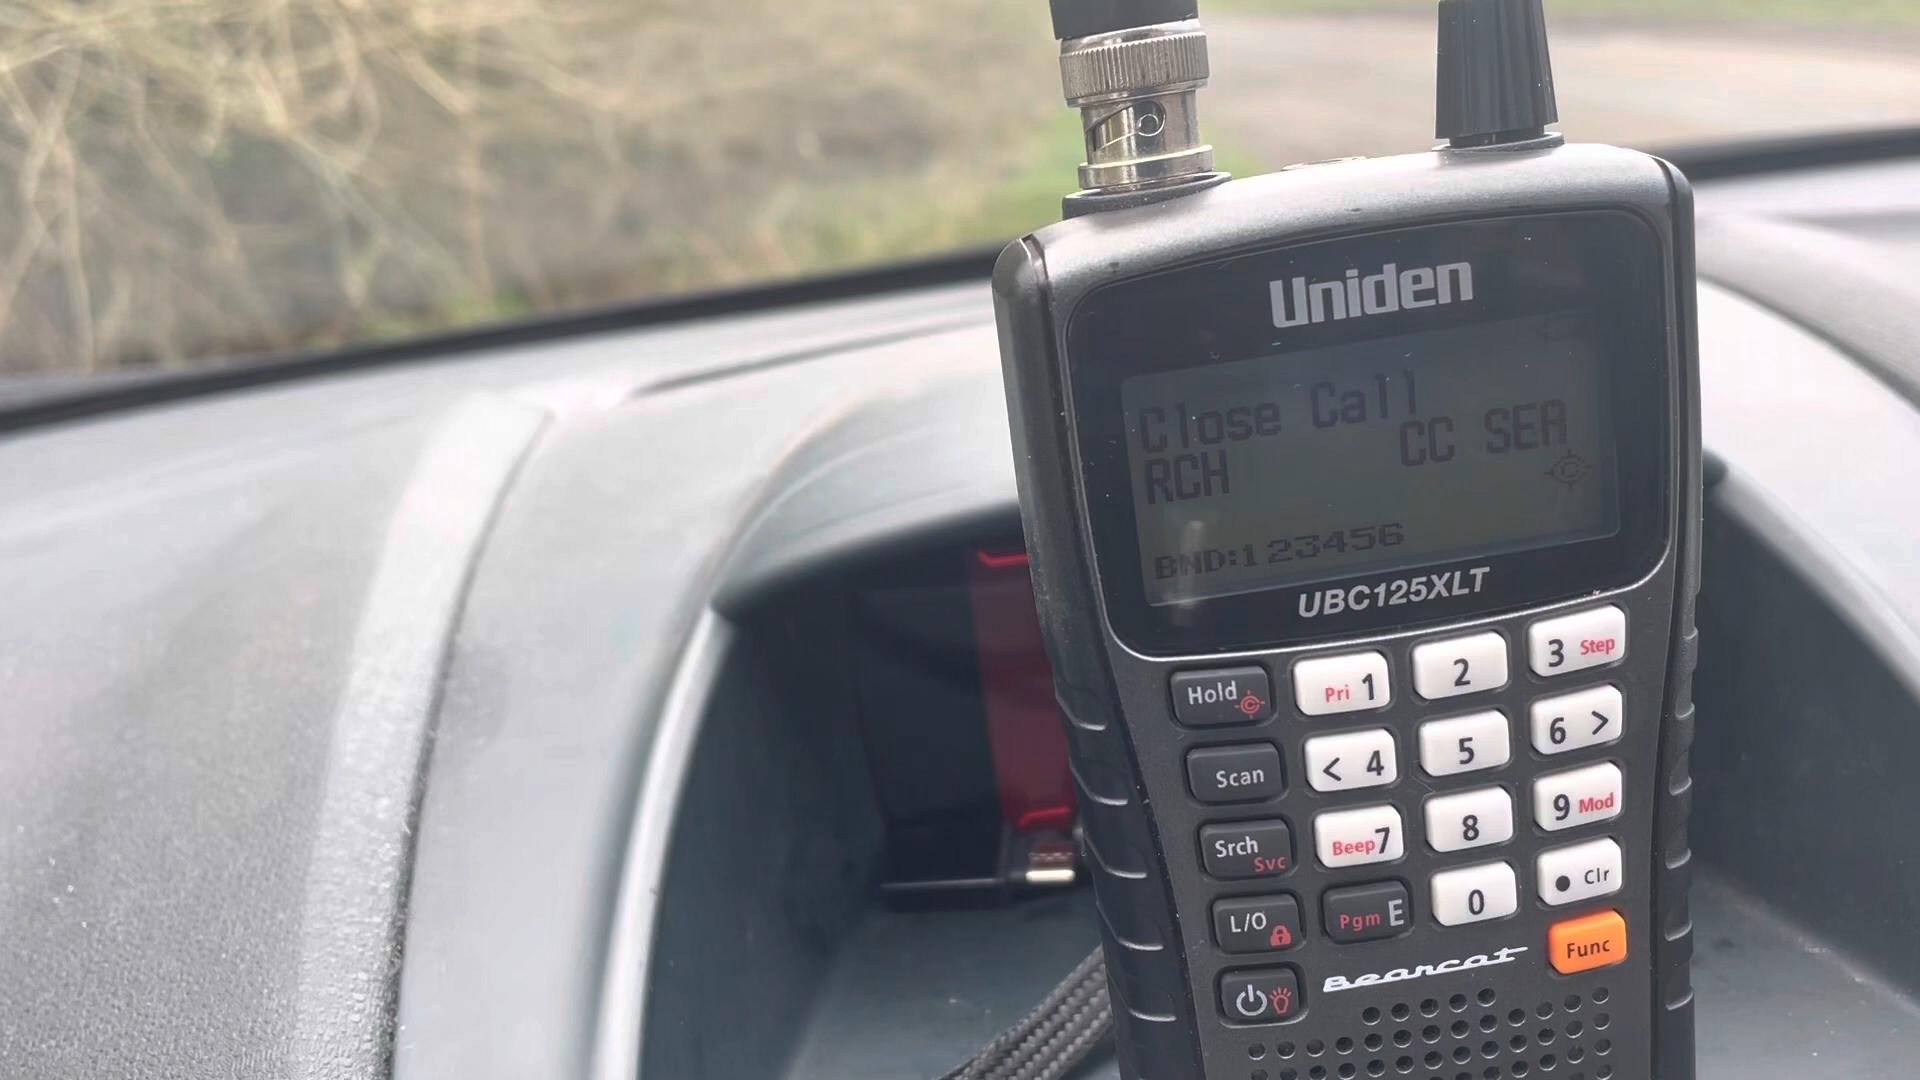 Uniden
Close Call
CC SEA
RCH
BND:123456
UBC125XLT
Hold Pri 1 2 3 Step
Scan < 4 5 6 >
Srch Svc Beep 7 8 9 Mod
L/O Pgm E 0 • Clr
Func
Bearcat